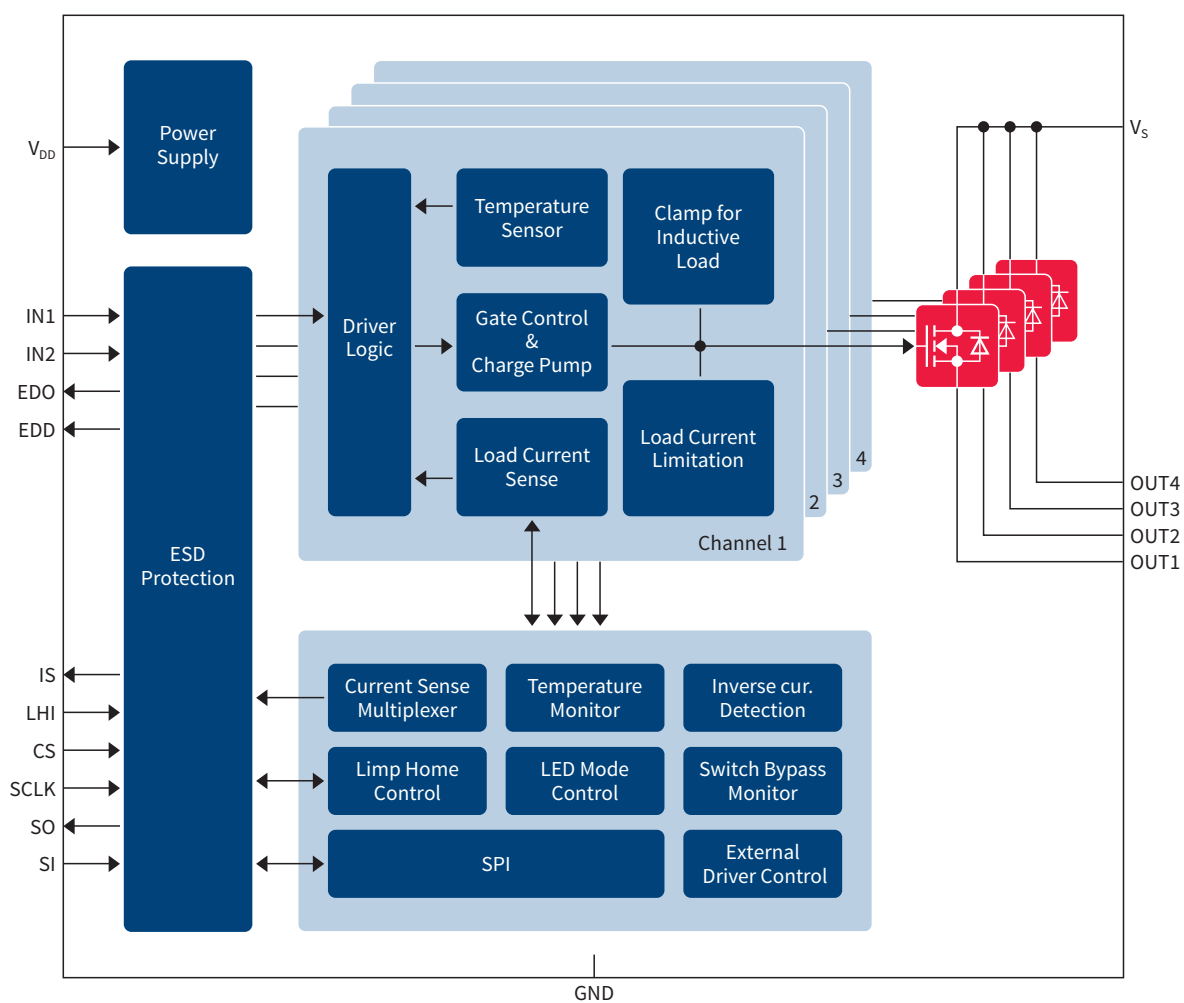 Power
Supply
V_DD
V_S
Temperature
Sensor
Clamp for
Inductive
Load
IN1
IN2
EDO
EDD
Driver
Logic
Gate Control
&
Charge Pump
Load Current
Sense
Load Current
Limitation
4
3
2
Channel 1
OUT4
OUT3
OUT2
OUT1
ESD
Protection
IS
LHI
CS
SCLK
SO
SI
Current Sense
Multiplexer
Temperature
Monitor
Inverse cur.
Detection
Limp Home
Control
LED Mode
Control
Switch Bypass
Monitor
SPI
External
Driver Control
GND